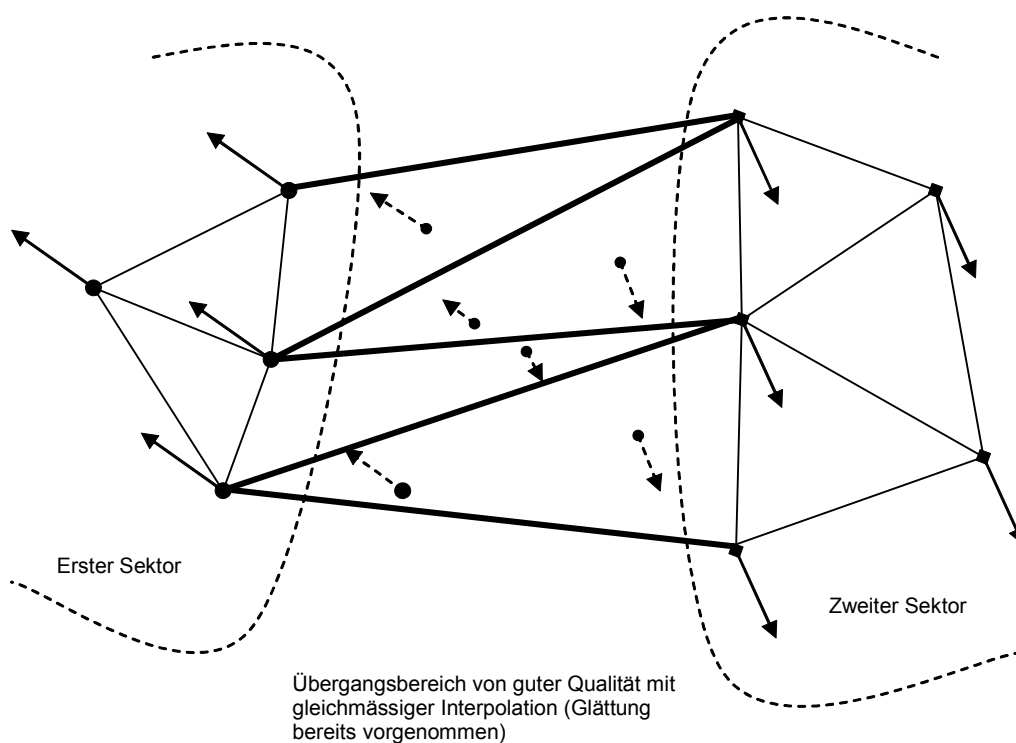 Erster Sektor
Zweiter Sektor
Übergangsbereich von guter Qualität mit
gleichmässiger Interpolation (Glättung
bereits vorgenommen)